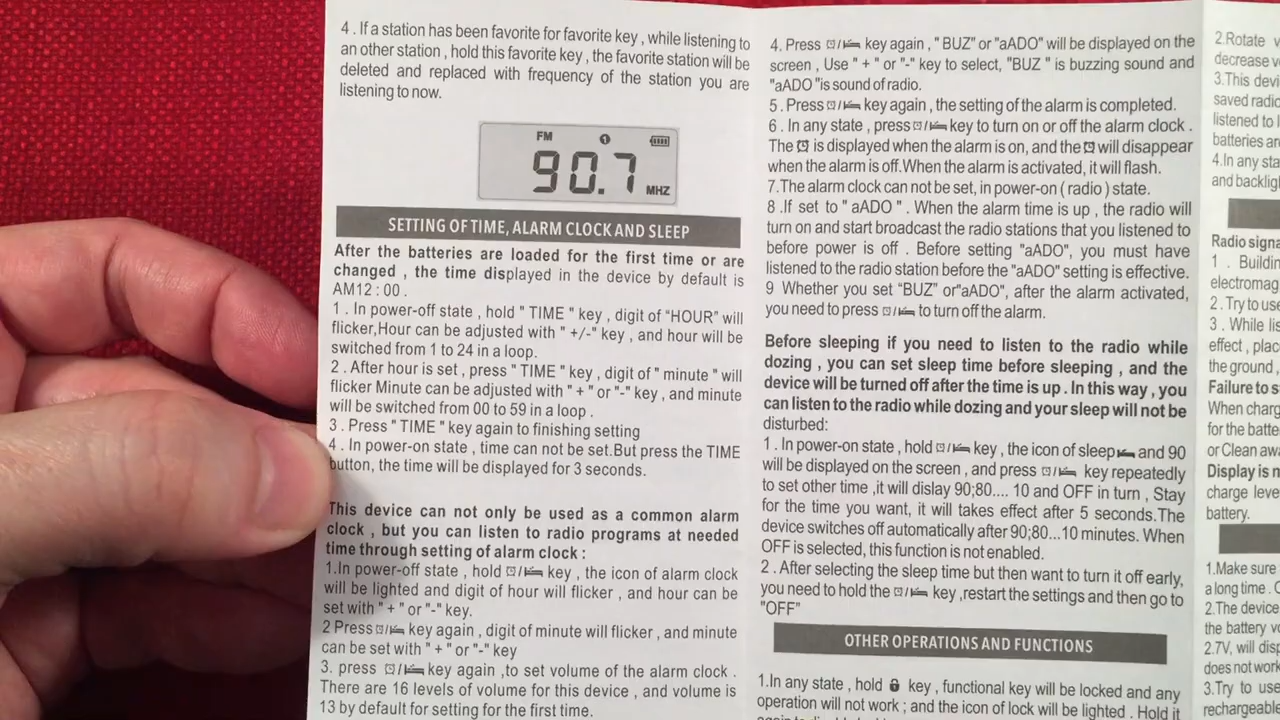 4 . If a station has been favorite for favorite key , while listening to
an other station , hold this favorite key , the favorite station will be
deleted and replaced with frequency of the station you are
listening to now.
FM 1
90.7 MHZ
SETTING OF TIME, ALARM CLOCK AND SLEEP
After the batteries are loaded for the first time or are
changed , the time displayed in the device by default is
AM12 : 00 .
1 . In power-off state , hold " TIME " key , digit of “HOUR” will
flicker,Hour can be adjusted with " +/-" key , and hour will be
switched from 1 to 24 in a loop.
2 . After hour is set , press " TIME" key, digit of " minute " will
flicker Minute can be adjusted with " + " or "-" key , and minute
will be switched from 00 to 59 in a loop .
3 . Press " TIME" key again to finishing setting
4 . In power-on state , time can not be set.But press the TIME
button, the time will be displayed for 3 seconds.
This device can not only be used as a common alarm
clock , but you can listen to radio programs at needed
time through setting of alarm clock :
1.In power-off state , hold ⏰/🛏 key , the icon of alarm clock
will be lighted and digit of hour will flicker , and hour can be
set with " + " or "-" key.
2 Press ⏰/🛏 key again , digit of minute will flicker , and minute
can be set with " + " or "-" key
3. press ⏰/🛏 key again ,to set volume of the alarm clock .
There are 16 levels of volume for this device , and volume is
13 by default for setting for the first time.
4. Press ⏰/🛏 key again , " BUZ" or "aADO" will be displayed on the
screen , Use " + " or "-" key to select, "BUZ " is buzzing sound and
"aADO "is sound of radio.
5 . Press ⏰/🛏 key again , the setting of the alarm is completed.
6 . In any state , press ⏰/🛏 key to turn on or off the alarm clock .
The ⏰ is displayed when the alarm is on, and the ⏰ will disappear
when the alarm is off.When the alarm is activated, it will flash.
7.The alarm clock can not be set, in power-on ( radio ) state.
8 .If set to " aADO " . When the alarm time is up , the radio will
turn on and start broadcast the radio stations that you listened to
before power is off . Before setting "aADO", you must have
listened to the radio station before the "aADO" setting is effective.
9 Whether you set “BUZ” or"aADO", after the alarm activated,
you need to press ⏰/🛏 to turn off the alarm.
Before sleeping if you need to listen to the radio while
dozing , you can set sleep time before sleeping , and the
device will be turned off after the time is up . In this way , you
can listen to the radio while dozing and your sleep will not be
disturbed:
1 . In power-on state , hold ⏰/🛏 key , the icon of sleep 🛏 and 90
will be displayed on the screen , and press ⏰/🛏 key repeatedly
to set other time ,it will dislay 90;80.... 10 and OFF in turn , Stay
for the time you want, it will takes effect after 5 seconds.The
device switches off automatically after 90;80...10 minutes. When
OFF is selected, this function is not enabled.
2 . After selecting the sleep time but then want to turn it off early,
you need to hold the ⏰/🛏 key ,restart the settings and then go to
"OFF"
OTHER OPERATIONS AND FUNCTIONS
1.In any state , hold 🔒 key , functional key will be locked and any
operation will not work ; and the icon of lock will be lighted . Hold it
2.Rotate
decrease
3.This
saved
listened to
batteries
4.In any
and
Radio
1 . Building
2 . Try to use
3 . While
effect ,
the ground ,
Failure to
When
for the
or Clean
Display is
charge
battery.
1.Make sure
a long time .
2.The device
the battery
2.7V, will
does not work
3.Try to use